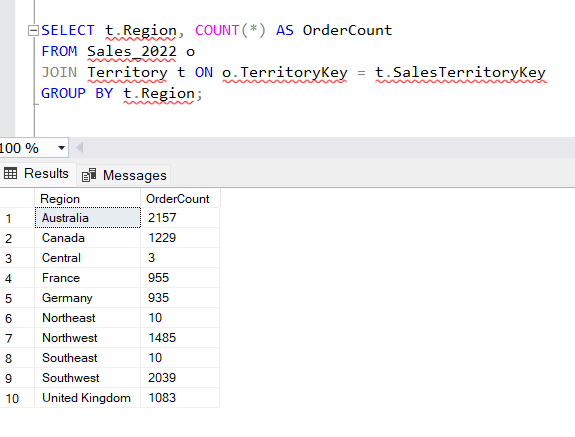 SELECT t.Region, COUNT(*) AS OrderCount
FROM Sales_2022 o
JOIN Territory t ON o.TerritoryKey = t.SalesTerritoryKey
GROUP BY t.Region;
100 %
Results Messages
Region OrderCount
1 Australia 2157
2 Canada 1229
3 Central 3
4 France 955
5 Germany 935
6 Northeast 10
7 Northwest 1485
8 Southeast 10
9 Southwest 2039
10 United Kingdom 1083